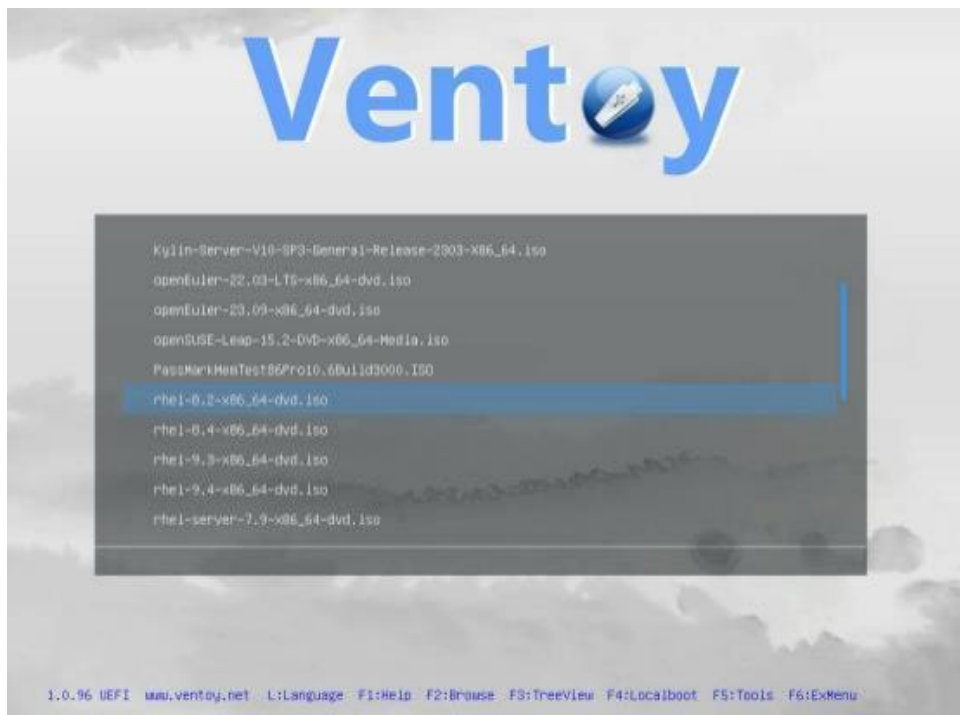 Ventoy
Kylin-Server-V10-SP3-General-Release-2303-X86_64.iso
openEuler-22.03-LTS-x86_64-dvd.iso
openEuler-23.09-x86_64-dvd.iso
openSUSE-Leap-15.2-DVD-x86_64-Media.iso
PassMarkMemTest86Pro10.6Build3000.ISO
rhel-8.2-x86_64-dvd.iso
rhel-8.4-x86_64-dvd.iso
rhel-9.3-x86_64-dvd.iso
rhel-9.4-x86_64-dvd.iso
rhel-server-7.9-x86_64-dvd.iso
1.0.96 UEFI www.ventoy.net L:Language F1:Help F2:Browse F3:TreeView F4:Localboot F5:Tools F6:ExMenu